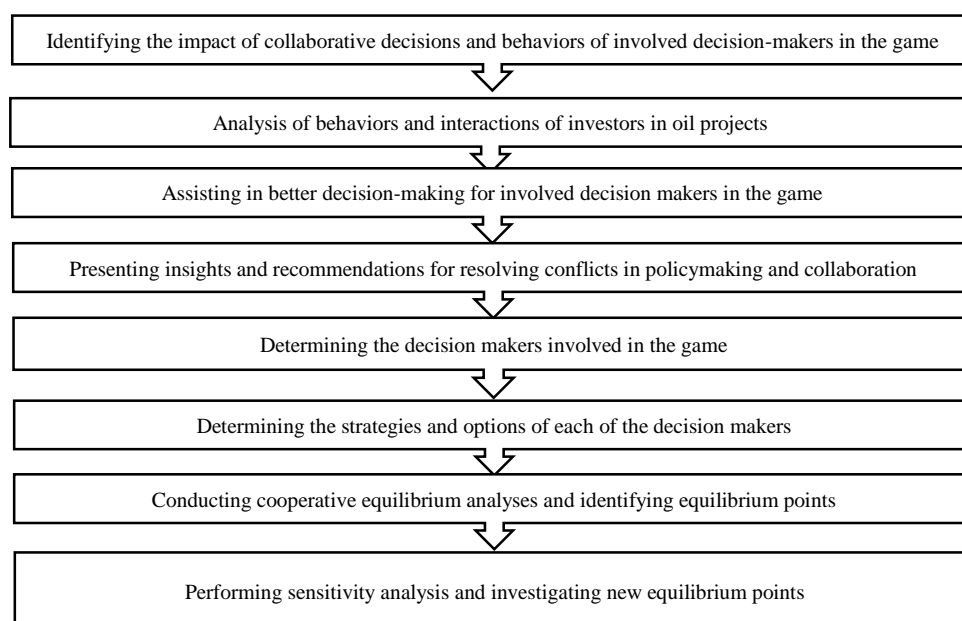 Identifying the impact of collaborative decisions and behaviors of involved decision-makers in the game
Analysis of behaviors and interactions of investors in oil projects
Assisting in better decision-making for involved decision makers in the game
Presenting insights and recommendations for resolving conflicts in policymaking and collaboration
Determining the decision makers involved in the game
Determining the strategies and options of each of the decision makers
Conducting cooperative equilibrium analyses and identifying equilibrium points
Performing sensitivity analysis and investigating new equilibrium points